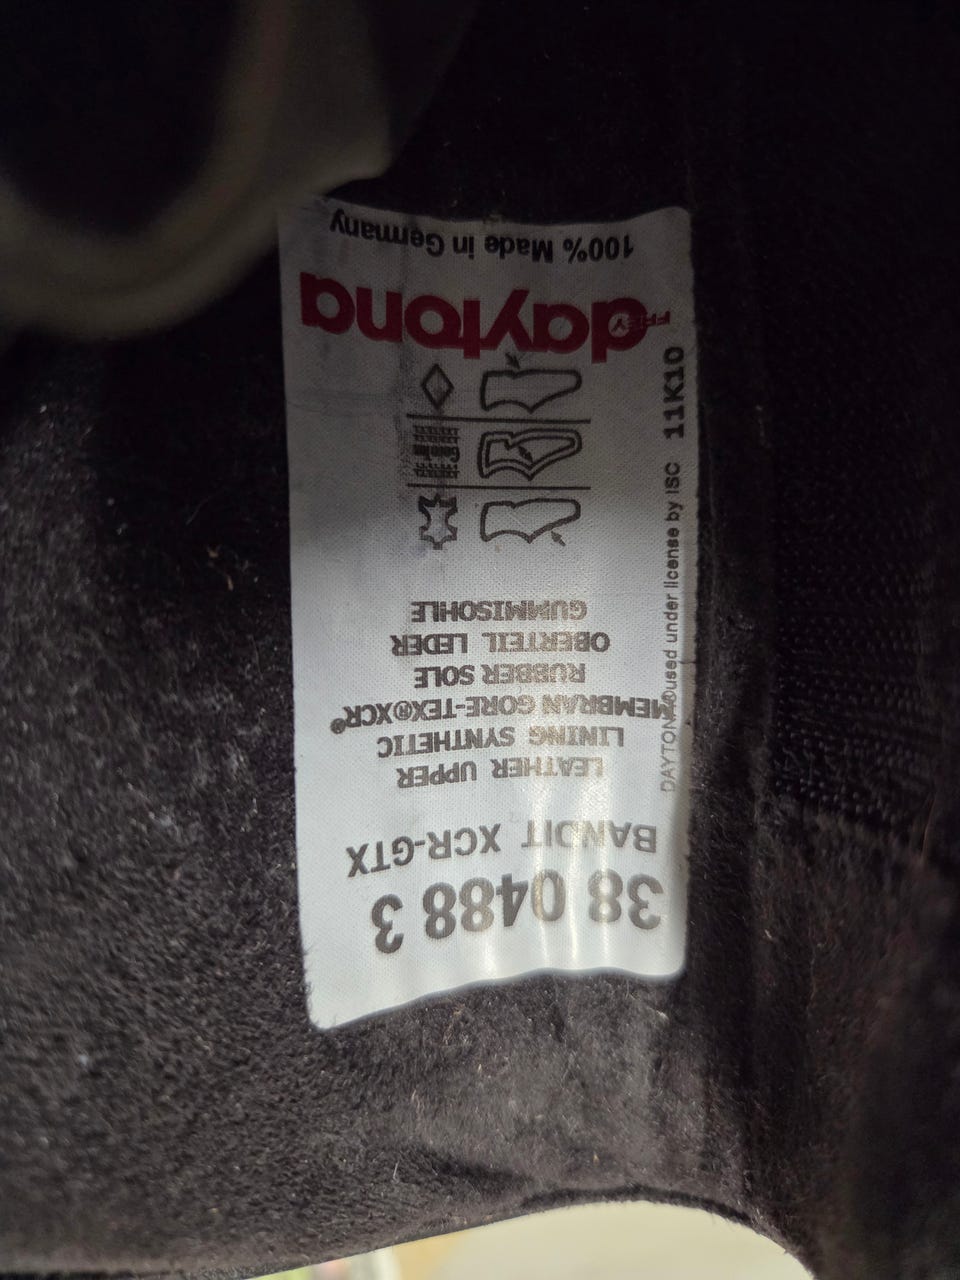 38 0488 3
BANDIT XCR-GTX
LEATHER UPPER
LINING SYNTHETIC
MEMBRAN GORE-TEX®XCR®
RUBBER SOLE
OBERTEIL LEDER
GUMMISOHLE
FREY
daytona
100% Made in Germany
DAYTONA used under license by ISC 11K10